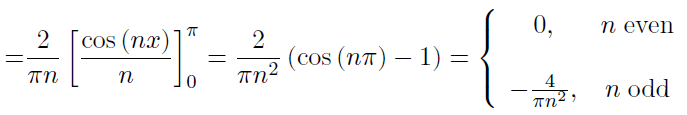 $= \frac{2}{\pi n} \left[ \frac{\cos (nx)}{n} \right]_0^{\pi} = \frac{2}{\pi n^2} (\cos (n\pi) - 1) = \begin{cases} 0, & n \text{ even} \\ -\frac{4}{\pi n^2}, & n \text{ odd} \end{cases}$